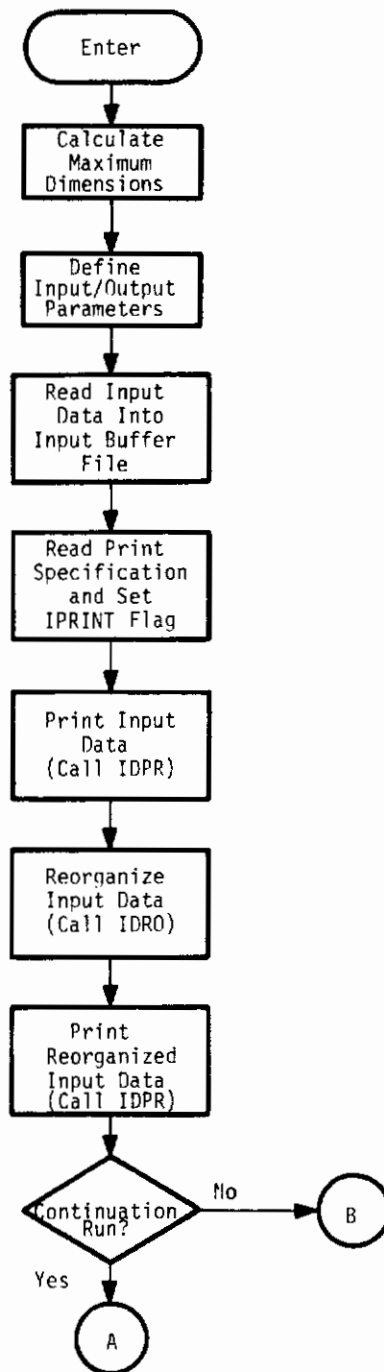 Enter
Calculate
Maximum
Dimensions
Define
Input/Output
Parameters
Read Input
Data Into
Input Buffer
File
Read Print
Specification
and Set
IPRINT Flag
Print Input
Data
(Call IDPR)
Reorganize
Input Data
(Call IDRO)
Print
Reorganized
Input Data
(Call IDPR)
Continuation
Run?
No
B
Yes
A